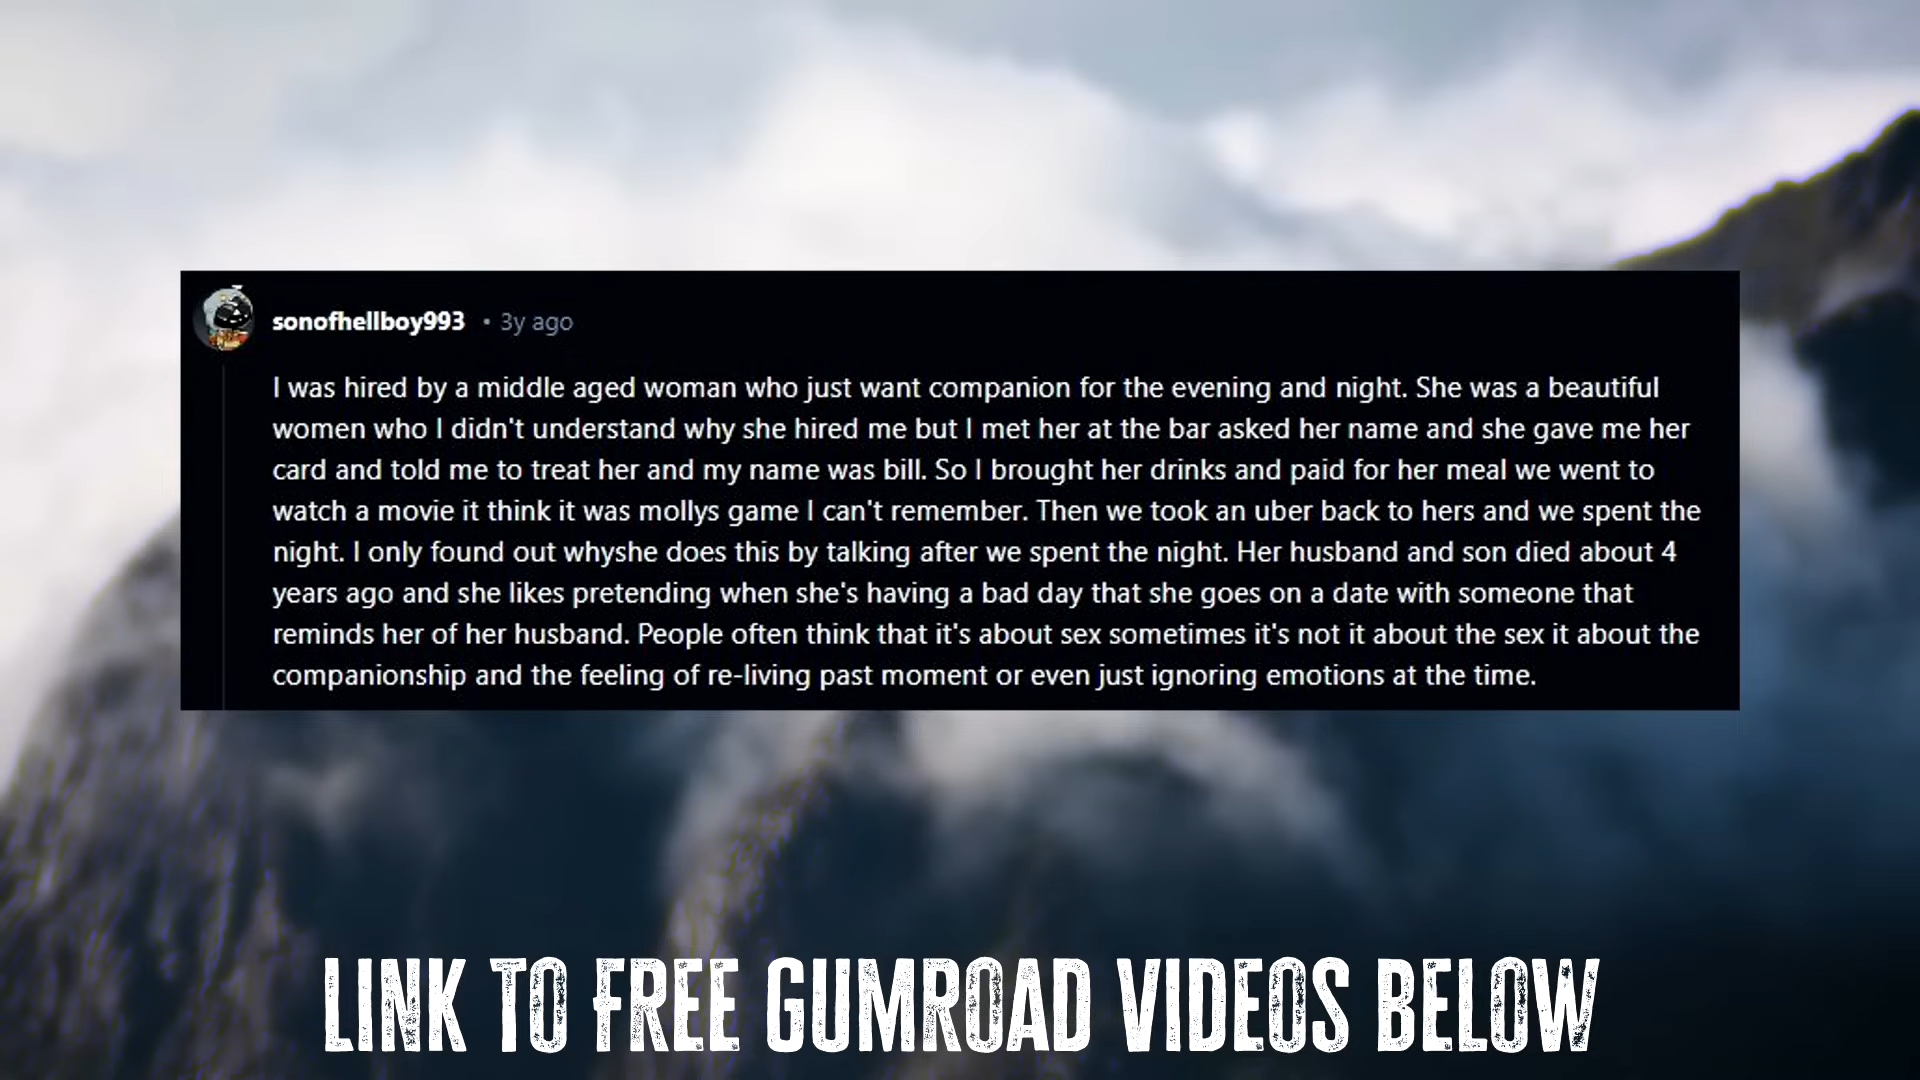 sonofhellboy993 • 3y ago
I was hired by a middle aged woman who just want companion for the evening and night. She was a beautiful
women who I didn't understand why she hired me but I met her at the bar asked her name and she gave me her
card and told me to treat her and my name was bill. So I brought her drinks and paid for her meal we went to
watch a movie it think it was mollys game I can't remember. Then we took an uber back to hers and we spent the
night. I only found out whyshe does this by talking after we spent the night. Her husband and son died about 4
years ago and she likes pretending when she's having a bad day that she goes on a date with someone that
reminds her of her husband. People often think that it's about sex sometimes it's not it about the sex it about the
companionship and the feeling of re-living past moment or even just ignoring emotions at the time.
LINK TO FREE GUMROAD VIDEOS BELOW